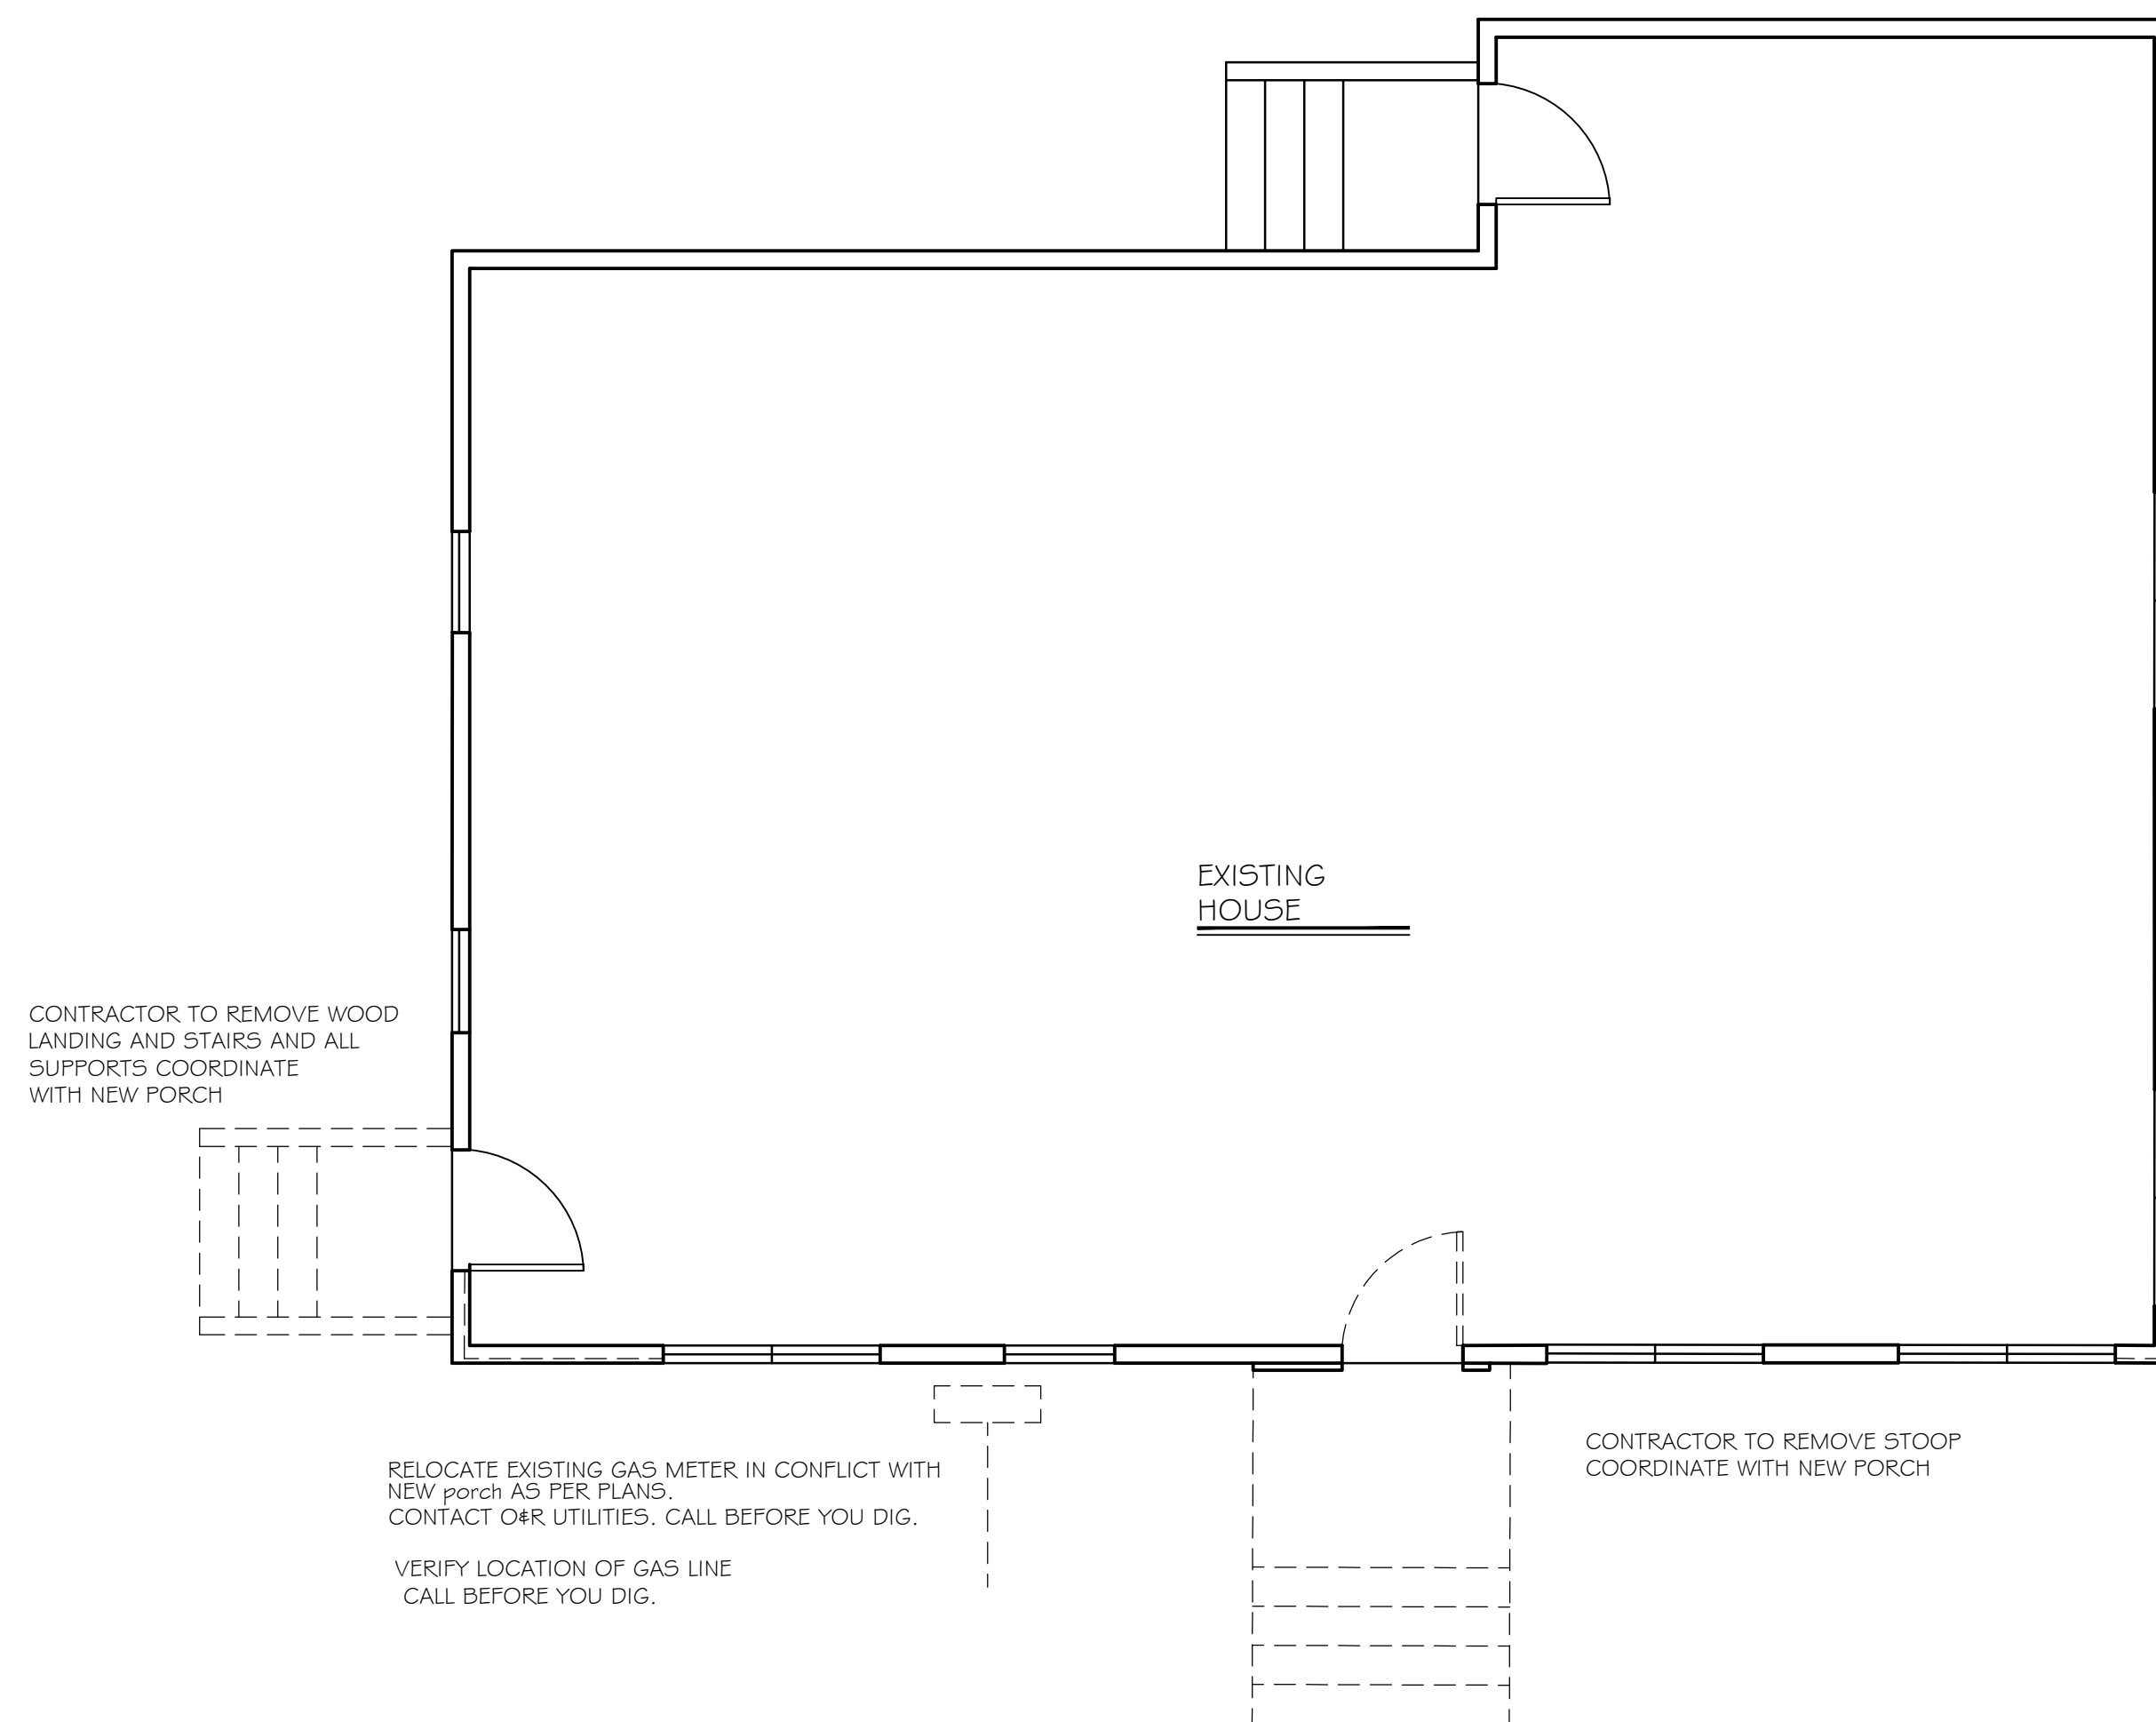 EXISTING
HOUSE
CONTRACTOR TO REMOVE WOOD
LANDING AND STAIRS AND ALL
SUPPORTS COORDINATE
WITH NEW PORCH
CONTRACTOR TO REMOVE STOOP
COORDINATE WITH NEW PORCH
RELOCATE EXISTING GAS METER IN CONFLICT WITH
NEW porch AS PER PLANS.
CONTACT O&R UTILITIES. CALL BEFORE YOU DIG.
VERIFY LOCATION OF GAS LINE
CALL BEFORE YOU DIG.